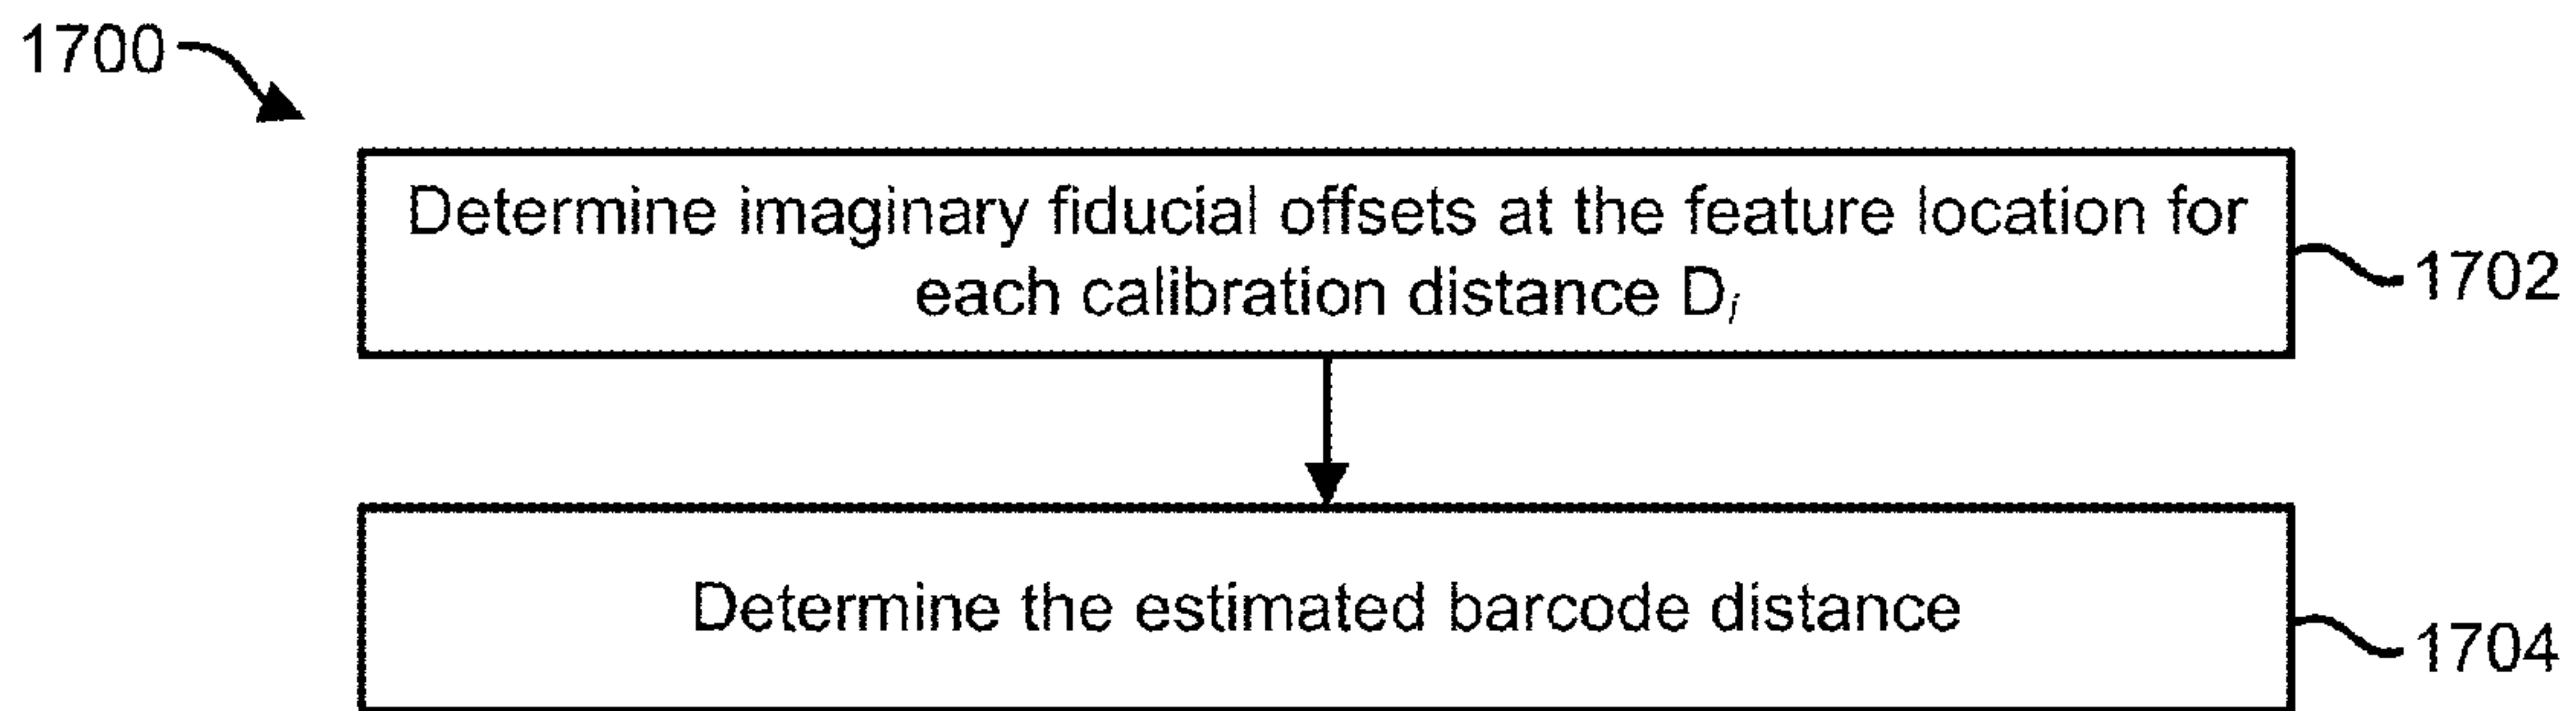 1700
Determine imaginary fiducial offsets at the feature location for
each calibration distance Di
1702
Determine the estimated barcode distance
1704